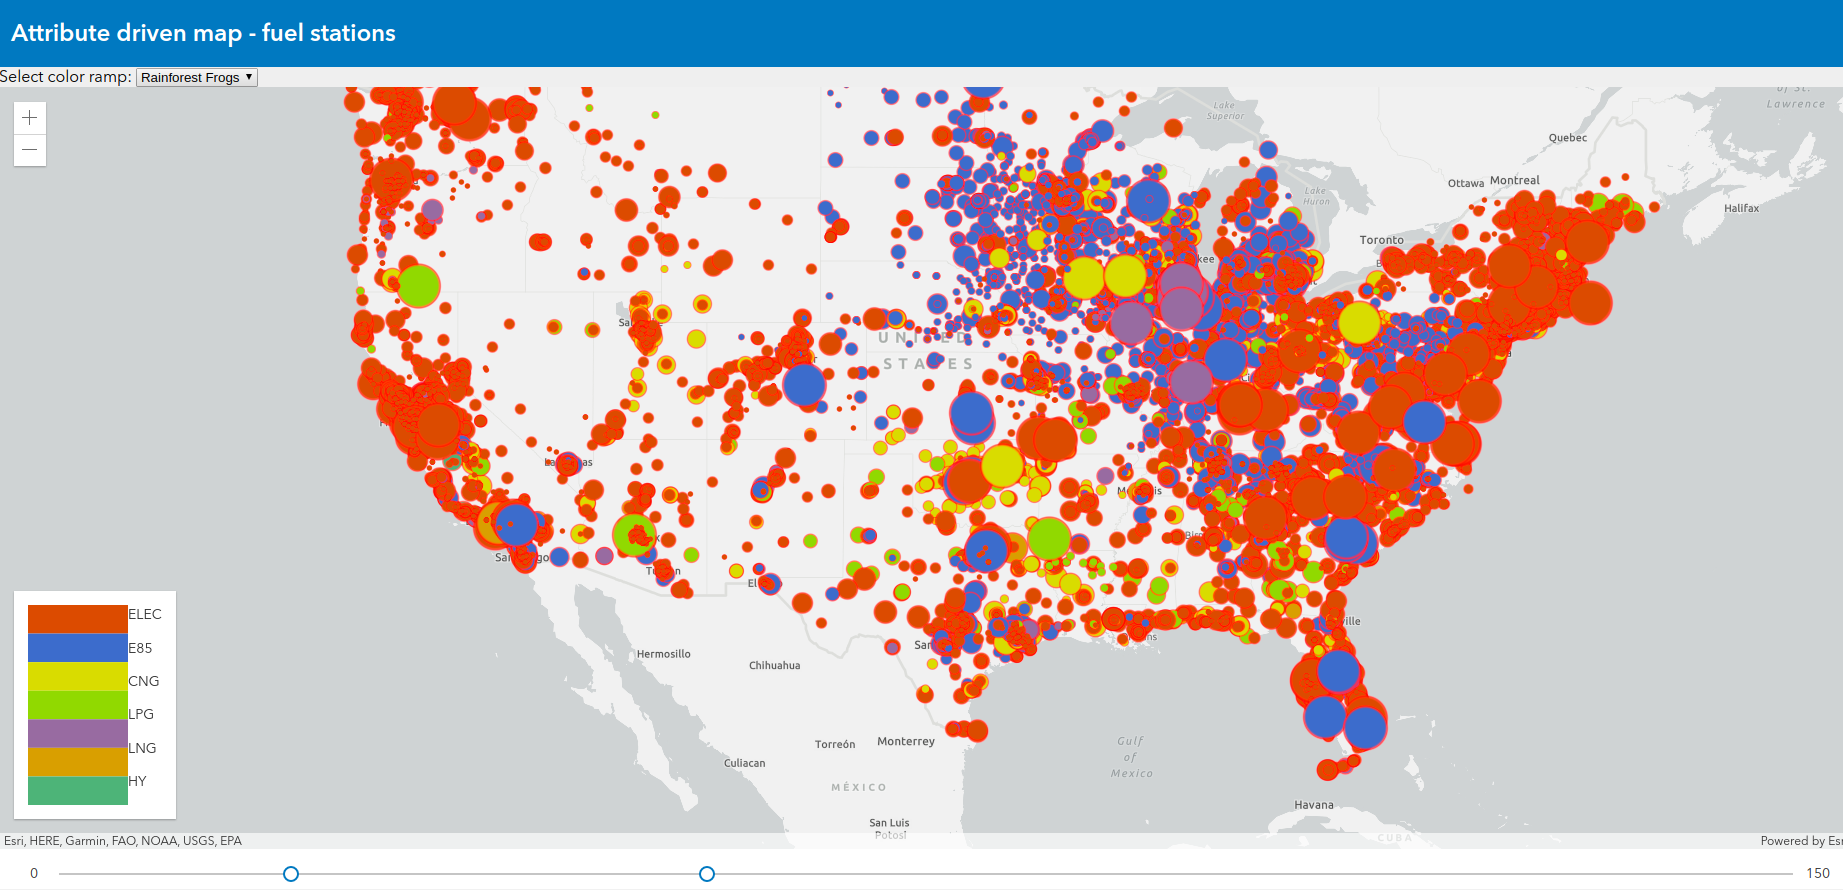 Attribute driven map - fuel stations
Select color ramp: Rainforest Frogs
Lake
Superior
of St.
Lawrence
Quebec
Ottawa
Montreal
Lake
Huron
Halifax
Toronto
UNITED
STATES
Hermosillo
Chihuahua
Torreón
Monterrey
Culiacan
MÉXICO
San Luis
Potosí
Gulf
of
Mexico
Havana
CUBA
ELEC
E85
CNG
LPG
LNG
HY
Esri, HERE, Garmin, FAO, NOAA, USGS, EPA
Powered by Esr
0
150